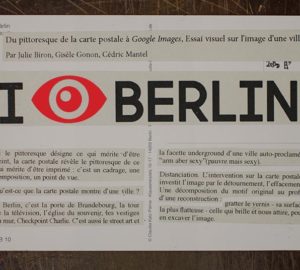 Du pittoresque de la carte postale à Google Images, Essai visuel sur l'image d'une ville
Par Julie Biron, Gisèle Gonon, Cédric Mantel
I BERLIN
pittoresque désigne ce qui mérite d'être
peint, la carte postale révèle le pittoresque de ce
mérite d'être imprimé : c'est un cadrage, une
composition, un point de vue.
qu'est-ce que la carte postale montre d'une ville ?
Berlin, c'est la porte de Brandebourg, la tour
de la télévision, l'église du souvenir, les vestiges
mur, Checkpoint Charlie. C'est aussi le street art et
la facette underground d'une ville auto-proclamée
"arm aber sexy"(pauvre mais sexy).
Distanciation. L'intervention sur la carte postale
invertit l'image par le détournement, l'effacement
Une décomposition du motif original au profit
d'une reconstruction : gratter le vernis - la surface
la plus flatteuse - celle qui brille et nous attire, pour
en excaver l'image.